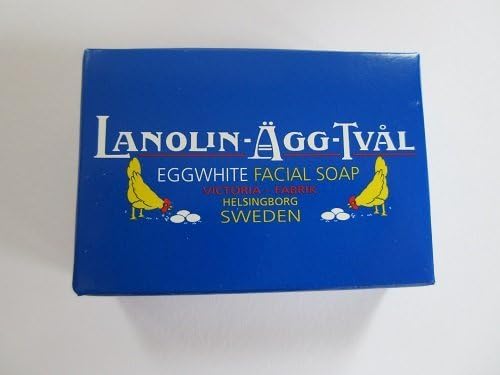 LANOLIN-ÄGG-TVÅL
EGGWHITE FACIAL SOAP
VICTORIA - FABRIK
HELSINGBORG
SWEDEN